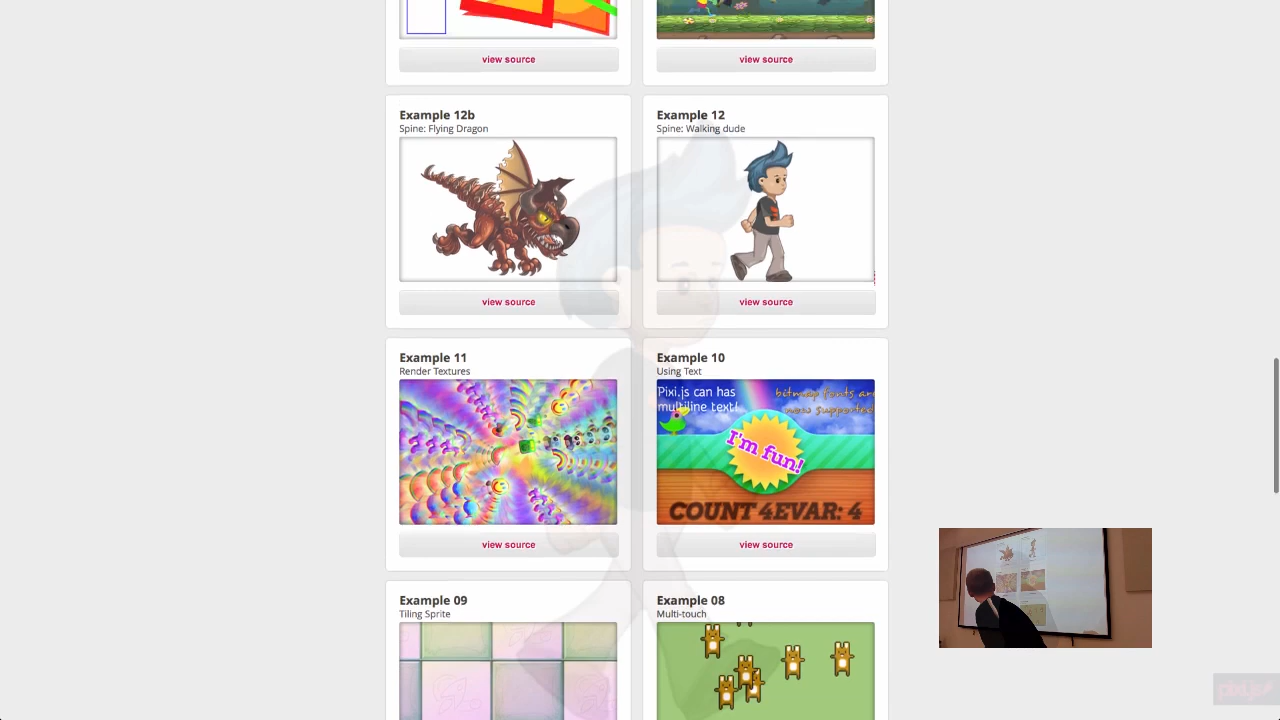 view source
view source
Example 12b
Spine: Flying Dragon
Example 12
Spine: Walking dude
view source
view source
Example 11
Render Textures
Example 10
Using Text
Pixi.js can has
multiline text!
bitmap fonts are
now supported
I'm fun!
COUNT 4EVAR: 4
view source
view source
Example 09
Tiling Sprite
Example 08
Multi-touch